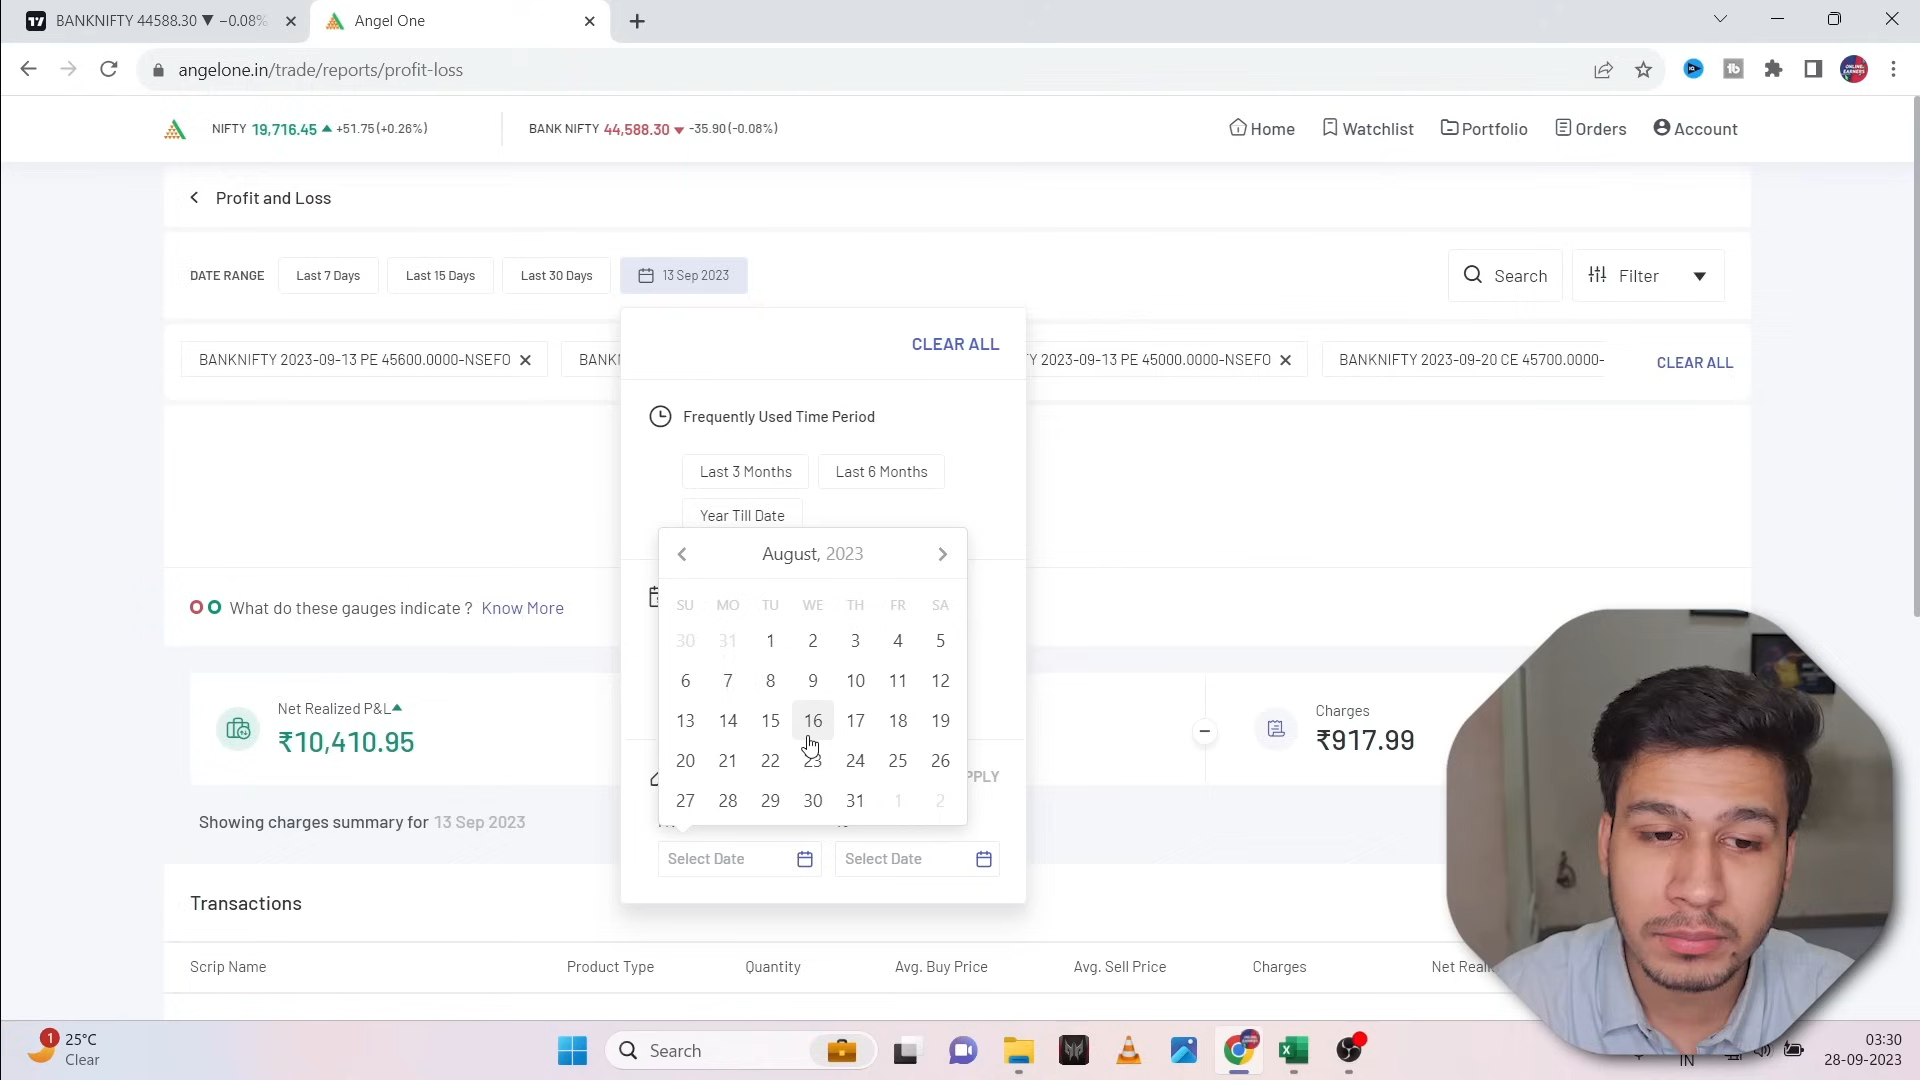 BANKNIFTY 44588.30 ▼ −0.08%
Angel One
angelone.in/trade/reports/profit-loss
NIFTY 19,716.45 ▲ +51.75(+0.26%)
BANK NIFTY 44,588.30 ▼ -35.90(-0.08%)
Home
Watchlist
Portfolio
Orders
Account
Profit and Loss
DATE RANGE
Last 7 Days
Last 15 Days
Last 30 Days
13 Sep 2023
Search
Filter
BANKNIFTY 2023-09-13 PE 45600.0000-NSEFO
BANKN
Y 2023-09-13 PE 45000.0000-NSEFO
BANKNIFTY 2023-09-20 CE 45700.0000-
CLEAR ALL
CLEAR ALL
Frequently Used Time Period
Last 3 Months
Last 6 Months
Year Till Date
August, 2023
SU MO TU WE TH FR SA
30 31 1 2 3 4 5
6 7 8 9 10 11 12
13 14 15 16 17 18 19
20 21 22 23 24 25 26
27 28 29 30 31 1 2
PPLY
Select Date
Select Date
What do these gauges indicate ? Know More
Net Realized P&L▲
₹10,410.95
Charges
₹917.99
Showing charges summary for 13 Sep 2023
Transactions
Scrip Name
Product Type
Quantity
Avg. Buy Price
Avg. Sell Price
Charges
Net Reali
1
25°C
Clear
Search
IN
03:30
28-09-2023